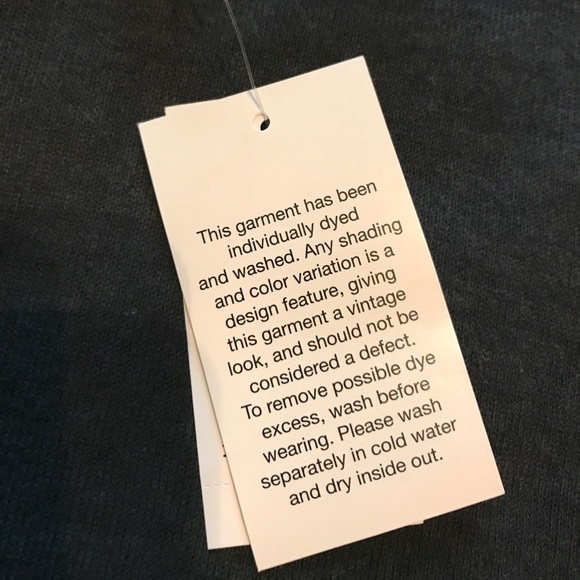 This garment has been
individually dyed
and washed. Any shading
and color variation is a
design feature, giving
this garment a vintage
look, and should not be
considered a defect.
To remove possible dye
excess, wash before
wearing. Please wash
separately in cold water
and dry inside out.